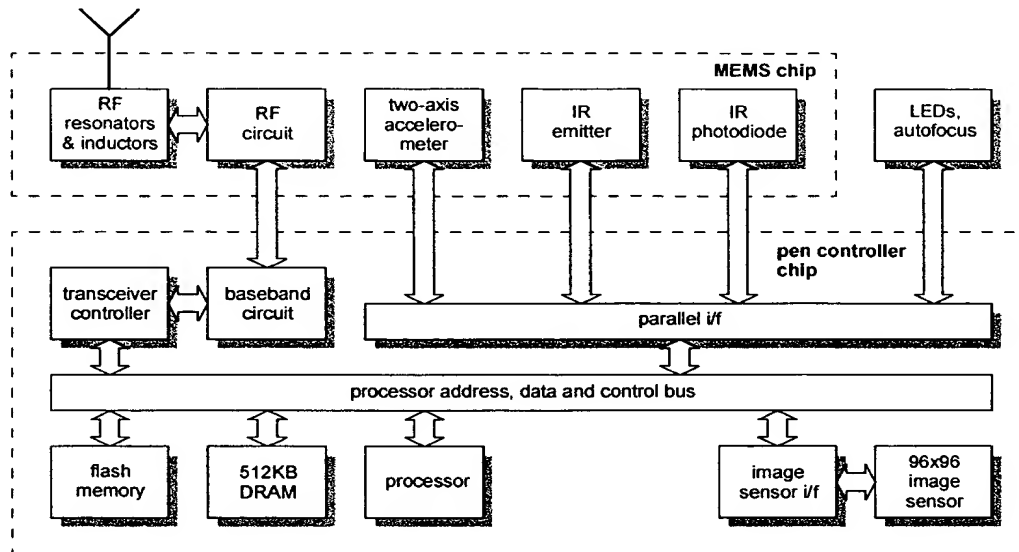 MEMS chip
RF
resonators
& inductors
RF
circuit
two-axis
accelero-
meter
IR
emitter
IR
photodiode
LEDs,
autofocus
pen controller
chip
transceiver
controller
baseband
circuit
parallel i/f
processor address, data and control bus
flash
memory
512KB
DRAM
processor
image
sensor i/f
96x96
image
sensor